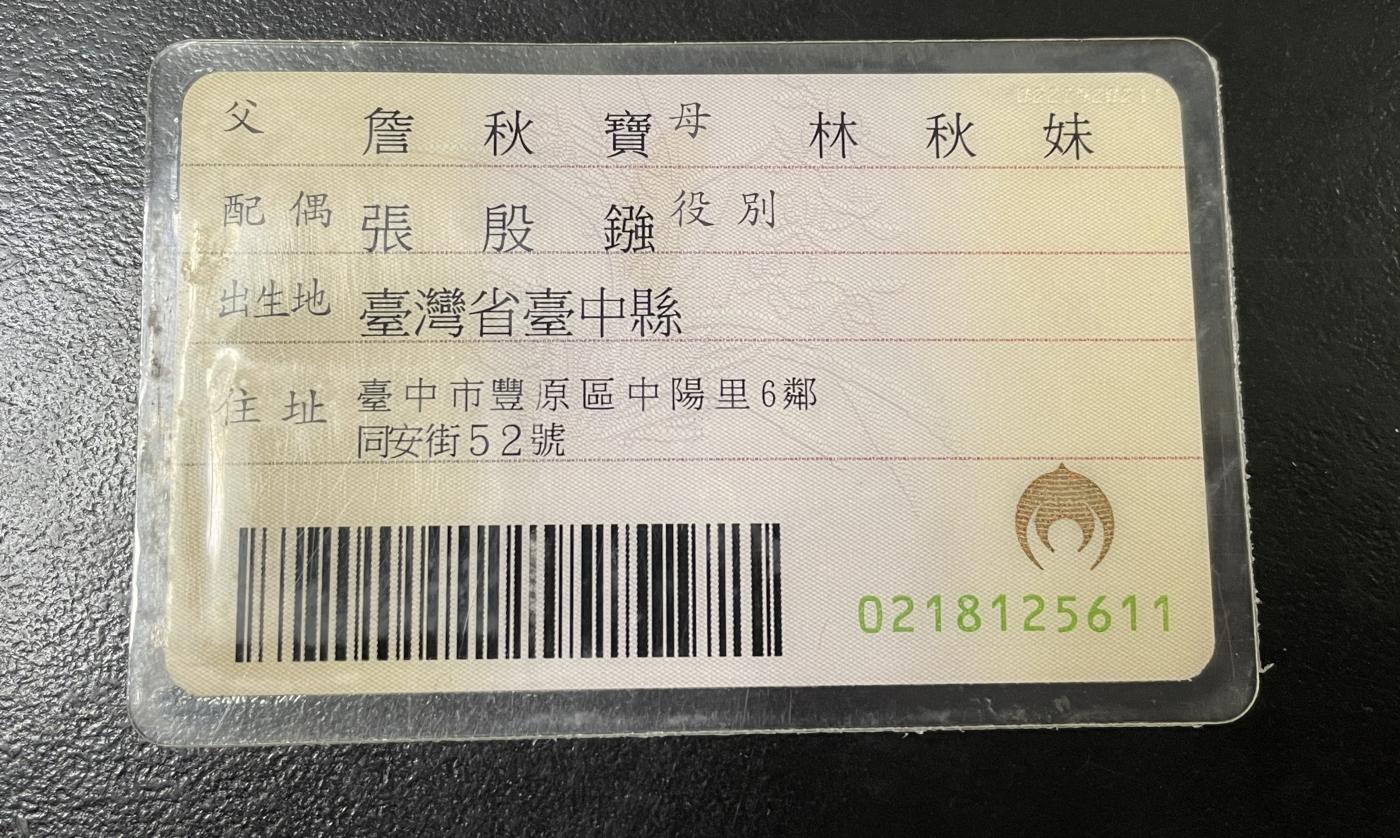 父 詹秋寶 母 林秋妹
配偶 張殷鏹 役別
出生地 臺灣省臺中縣
住址 臺中市豐原區中陽里6鄰
同安街52號
0218125611